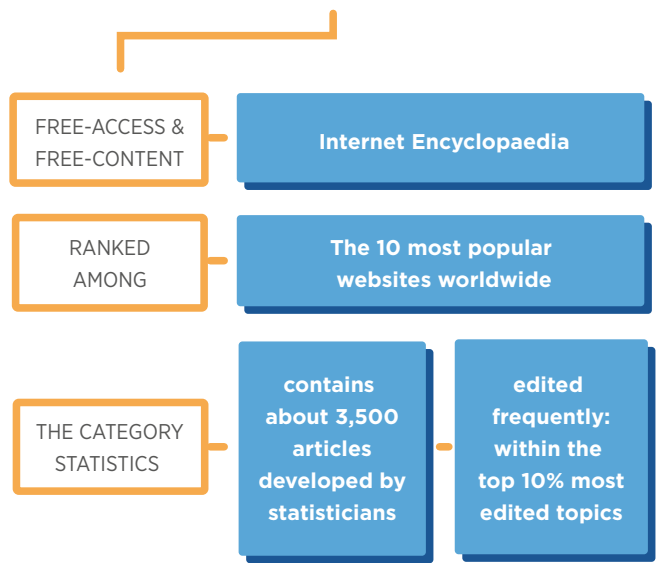 FREE-ACCESS &
FREE-CONTENT
Internet Encyclopaedia
RANKED
AMONG
The 10 most popular
websites worldwide
THE CATEGORY
STATISTICS
contains
about 3,500
articles
developed by
statisticians
edited
frequently:
within the
top 10% most
edited topics